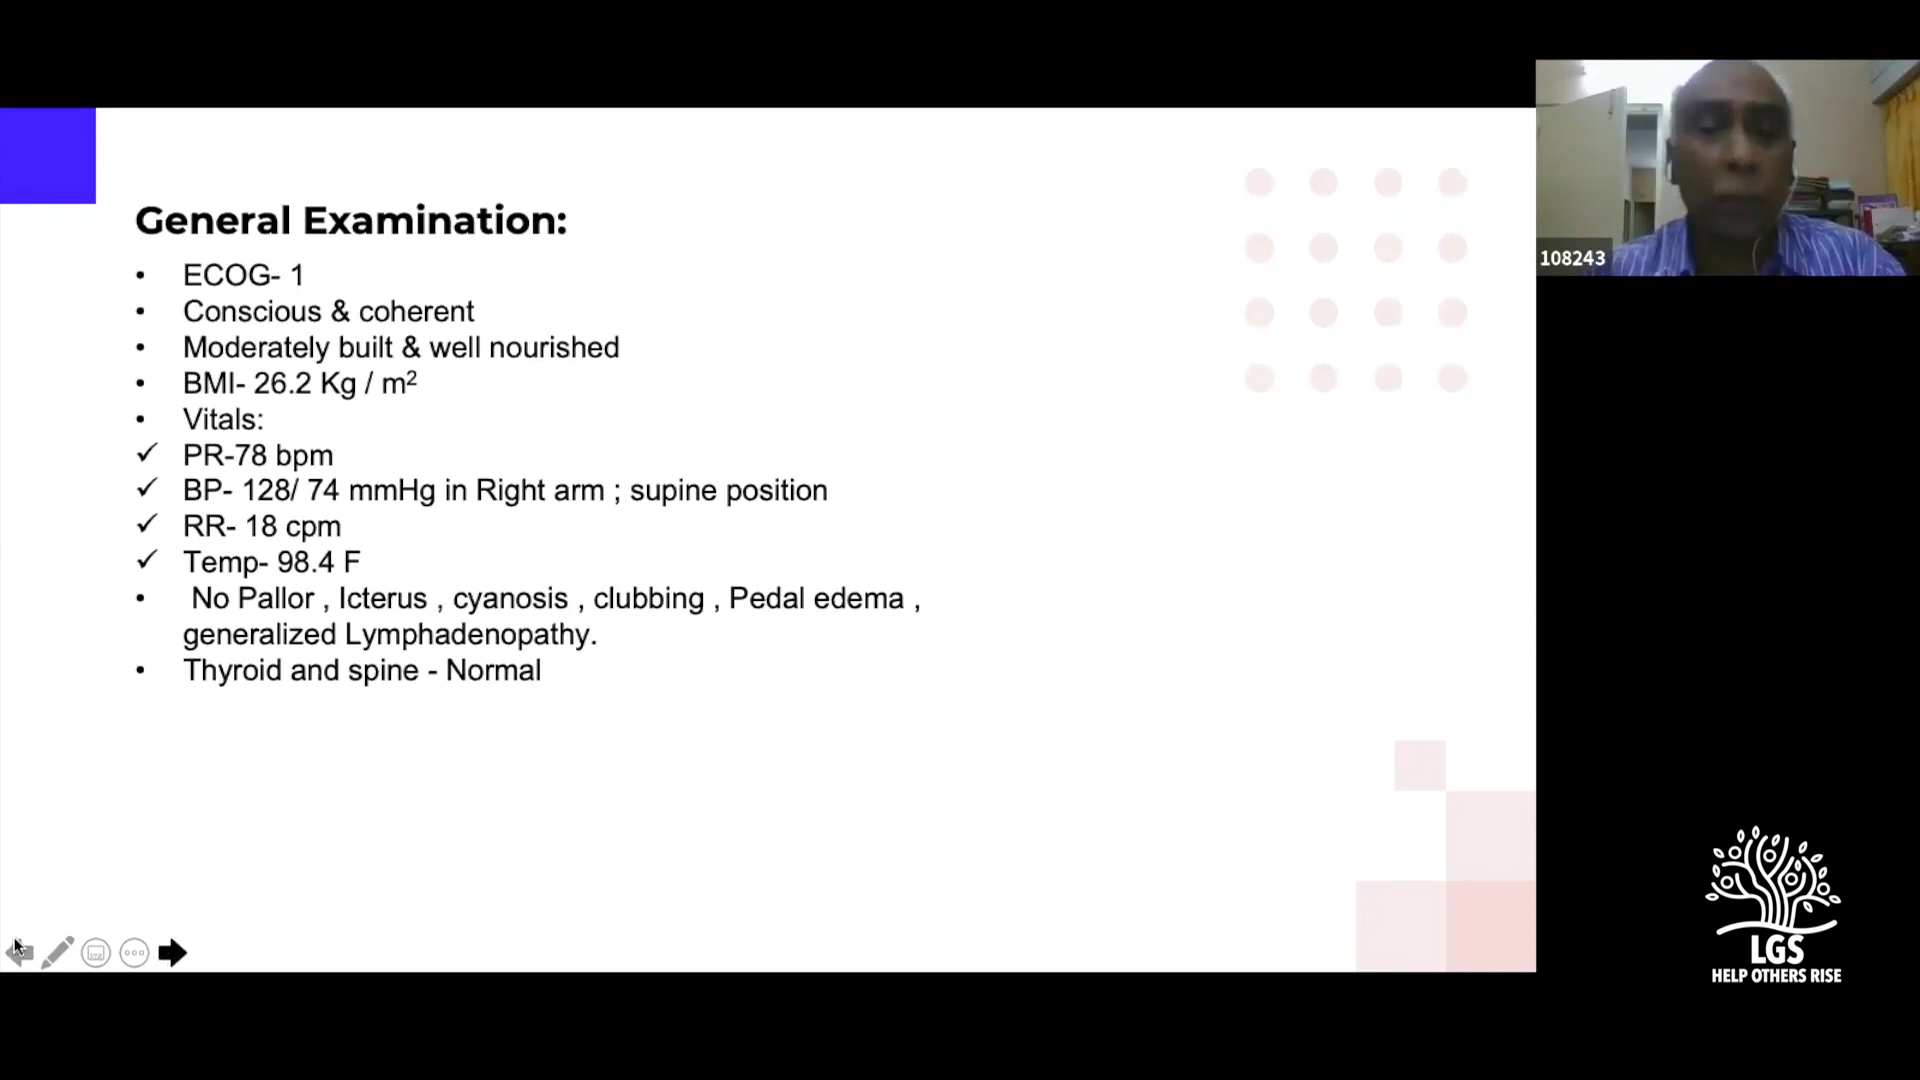 General Examination:
• ECOG- 1
• Conscious & coherent
• Moderately built & well nourished
• BMI- 26.2 Kg / m²
• Vitals:
✓ PR-78 bpm
✓ BP- 128/ 74 mmHg in Right arm ; supine position
✓ RR- 18 cpm
✓ Temp- 98.4 F
• No Pallor , Icterus , cyanosis , clubbing , Pedal edema ,
generalized Lymphadenopathy.
• Thyroid and spine - Normal
108243
LGS
HELP OTHERS RISE